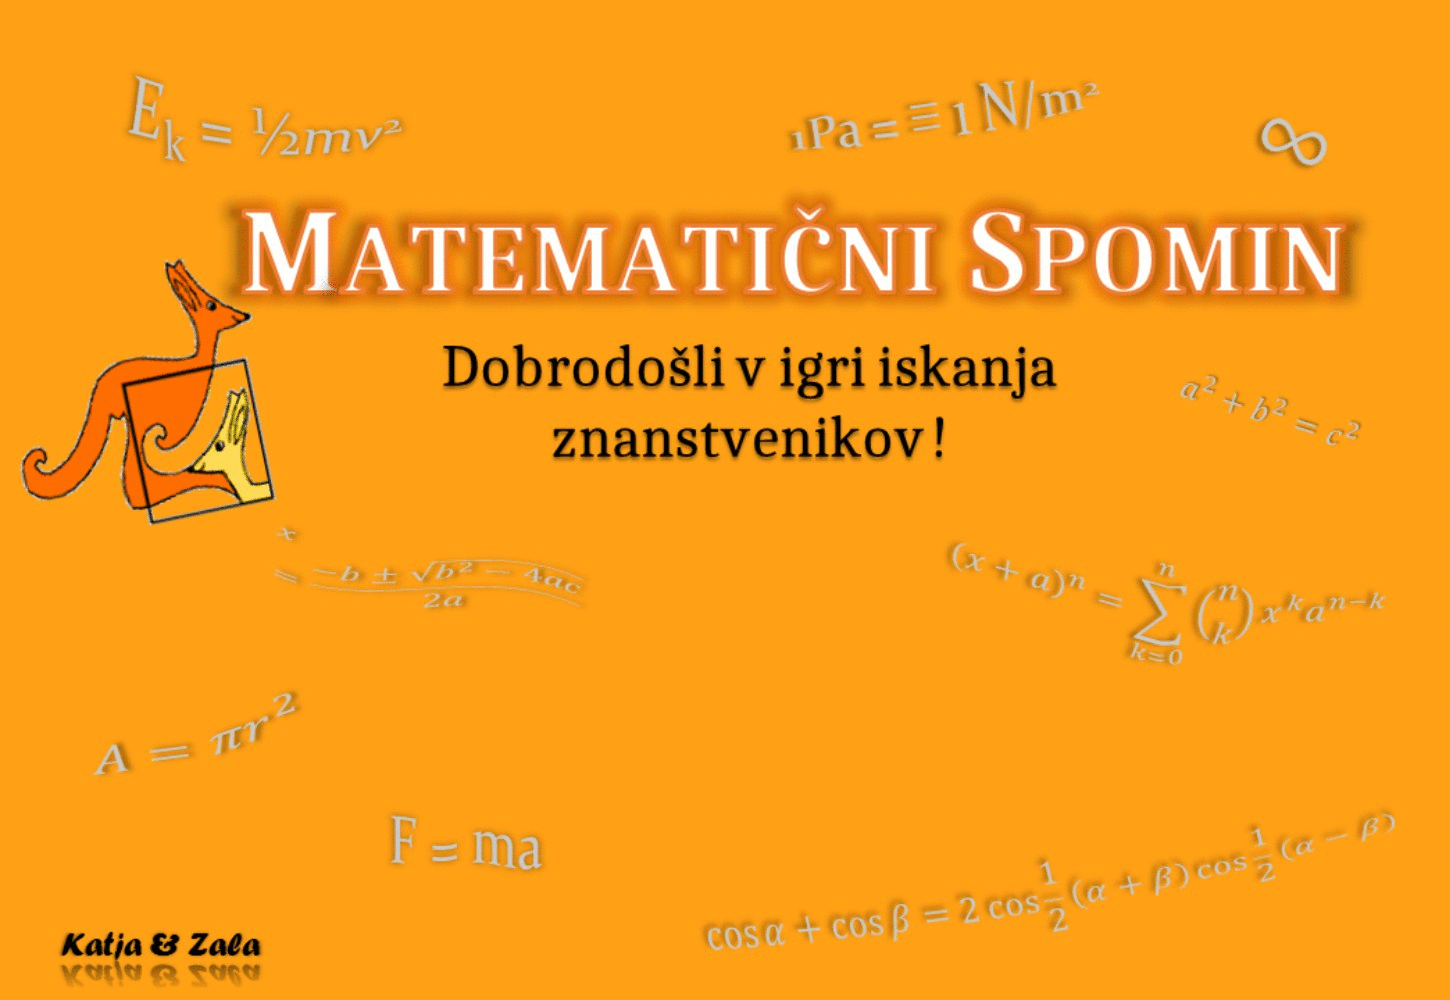 Eₖ = ½mv²
1Pa = ≡ 1 N/m²
∞
MATEMATIČNI SPOMIN
Dobrodošli v igri iskanja
znanstvenikov!
a² + b² = c²
x
= −b ± √b² − 4ac / 2a
(x + a)ⁿ = ∑ₖ₌₀ⁿ (n k) xᵏaⁿ⁻ᵏ
A = πr²
F = ma
cos α + cos β = 2 cos 1/2 (α + β) cos 1/2 (α − β)
Katja & Zala